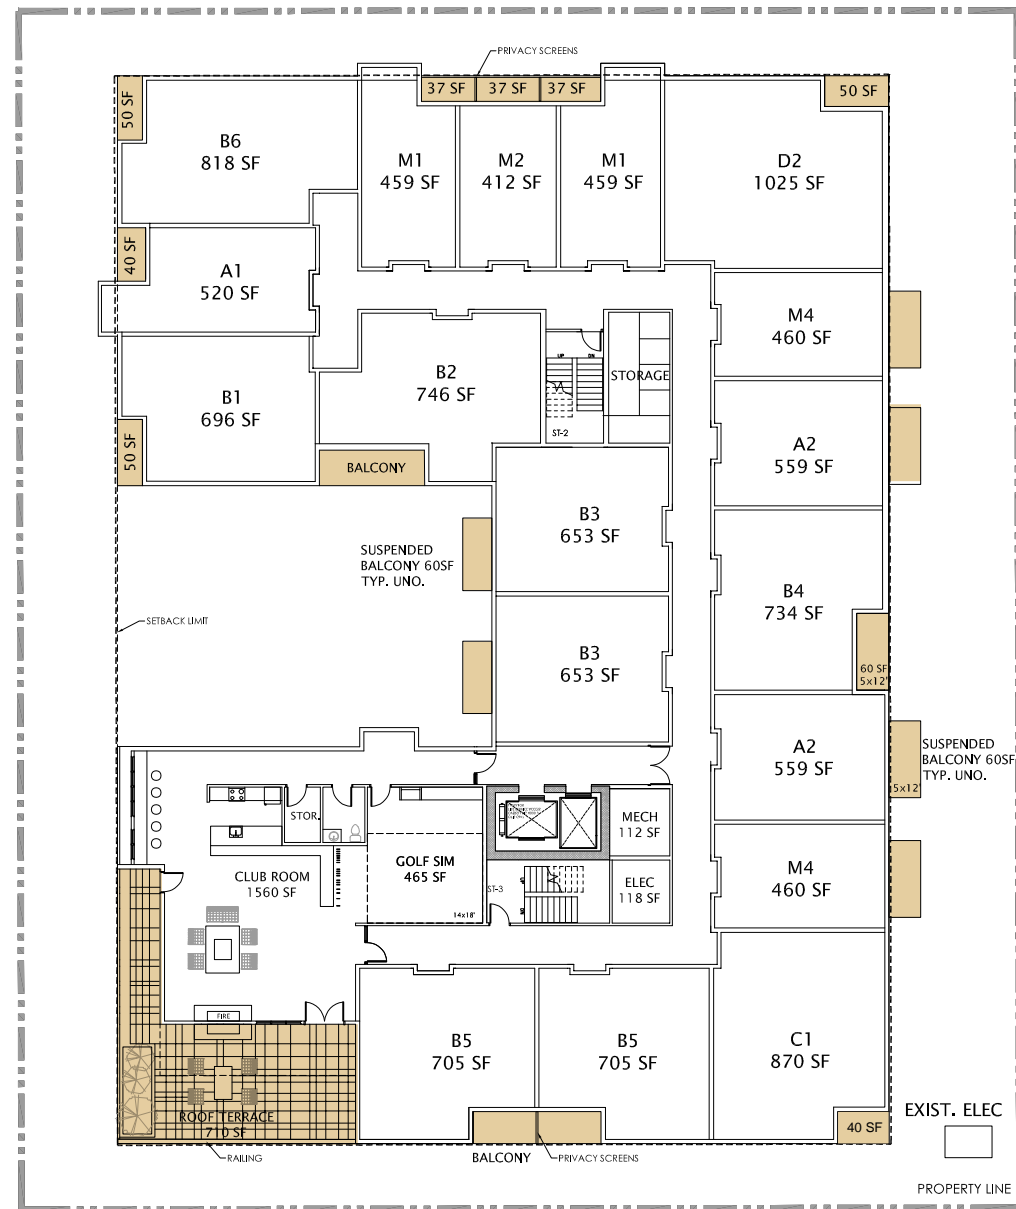 PRIVACY SCREENS
50 SF
37 SF
37 SF
37 SF
50 SF
B6
818 SF
M1
459 SF
M2
412 SF
M1
459 SF
D2
1025 SF
40 SF
A1
520 SF
M4
460 SF
B2
746 SF
UP
DN
STORAGE
ST-2
B1
696 SF
50 SF
BALCONY
A2
559 SF
B3
653 SF
SUSPENDED
BALCONY 60SF
TYP. UNO.
B4
734 SF
SETBACK LIMIT
B3
653 SF
60 SF
5x12'
A2
559 SF
SUSPENDED
BALCONY 60SF
TYP. UNO.
5x12'
STOR.
MECH
112 SF
GOLF SIM
465 SF
14x18'
CLUB ROOM
1560 SF
ST-3
UP
DN
ELEC
118 SF
M4
460 SF
FIRE
B5
705 SF
B5
705 SF
C1
870 SF
ROOF TERRACE
710 SF
40 SF
EXIST. ELEC
RAILING
BALCONY
PRIVACY SCREENS
PROPERTY LINE